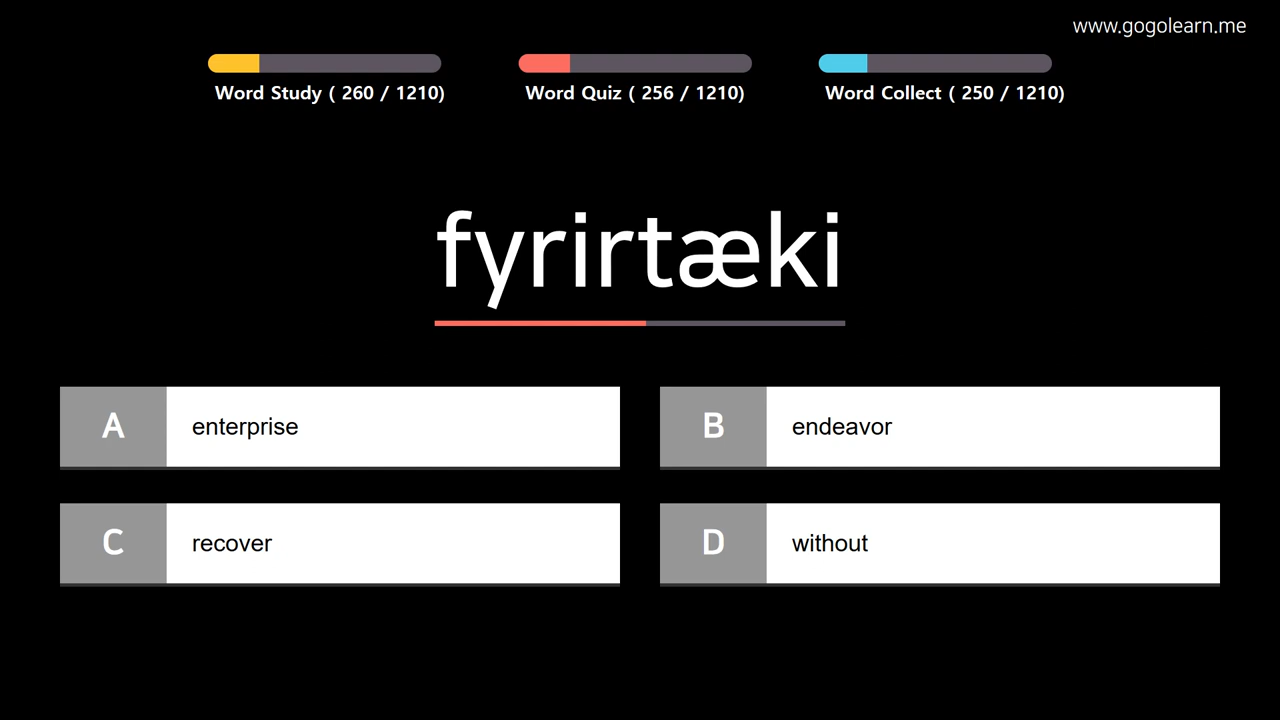 www.gogolearn.me
Word Study ( 260 / 1210)
Word Quiz ( 256 / 1210)
Word Collect ( 250 / 1210)
fyrirtæki
A enterprise
B endeavor
C recover
D without